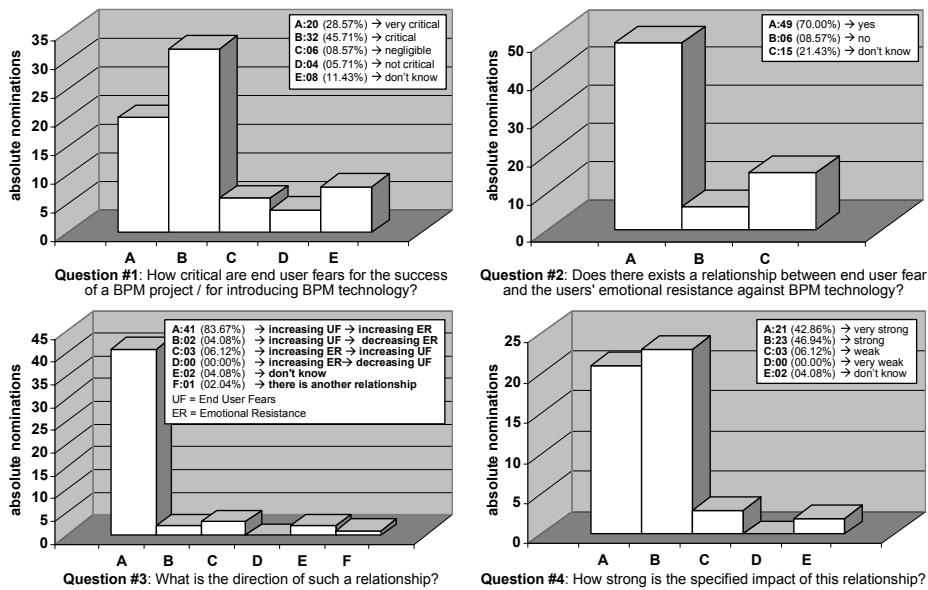 A:20 (28.57%) → very critical
B:32 (45.71%) → critical
C:06 (08.57%) → negligible
D:04 (05.71%) → not critical
E:08 (11.43%) → don't know
absolute nominations
35
30
25
20
15
10
5
0
A B C D E
Question #1: How critical are end user fears for the success
of a BPM project / for introducing BPM technology?
A:49 (70.00%) → yes
B:06 (08.57%) → no
C:15 (21.43%) → don't know
absolute nominations
50
40
30
20
10
0
A B C
Question #2: Does there exists a relationship between end user fear
and the users' emotional resistance against BPM technology?
A:41 (83.67%) → increasing UF → increasing ER
B:02 (04.08%) → increasing UF → decreasing ER
C:03 (06.12%) → increasing ER → increasing UF
D:00 (00.00%) → increasing ER → decreasing UF
E:02 (04.08%) → don't know
F:01 (02.04%) → there is another relationship
UF = End User Fears
ER = Emotional Resistance
absolute nominations
45
40
35
30
25
20
15
10
5
0
A B C D E F
Question #3: What is the direction of such a relationship?
A:21 (42.86%) → very strong
B:23 (46.94%) → strong
C:03 (06.12%) → weak
D:00 (00.00%) → very weak
E:02 (04.08%) → don't know
absolute nominations
25
20
15
10
5
0
A B C D E
Question #4: How strong is the specified impact of this relationship?